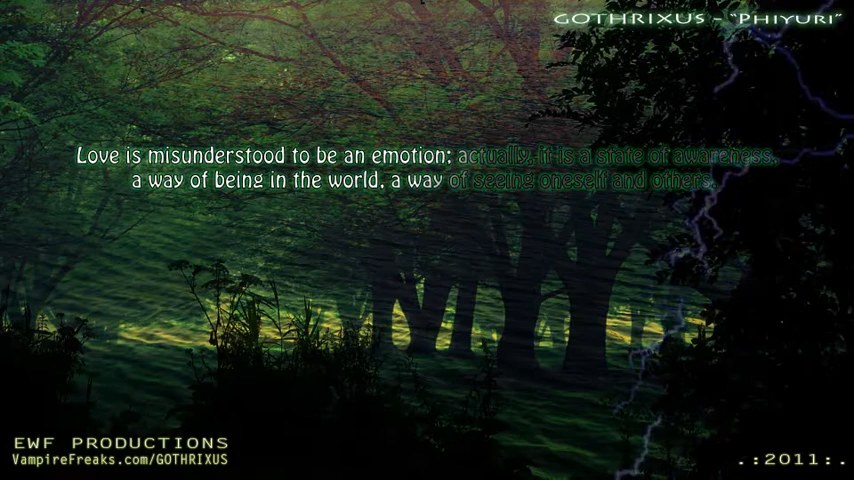 GOTHRIXUS - "PHIYURI"
Love is misunderstood to be an emotion; actually, it is a state of awareness,
a way of being in the world, a way of seeing oneself and others.
EWF PRODUCTIONS
VampireFreaks.com/GOTHRIXUS
.:2011:.